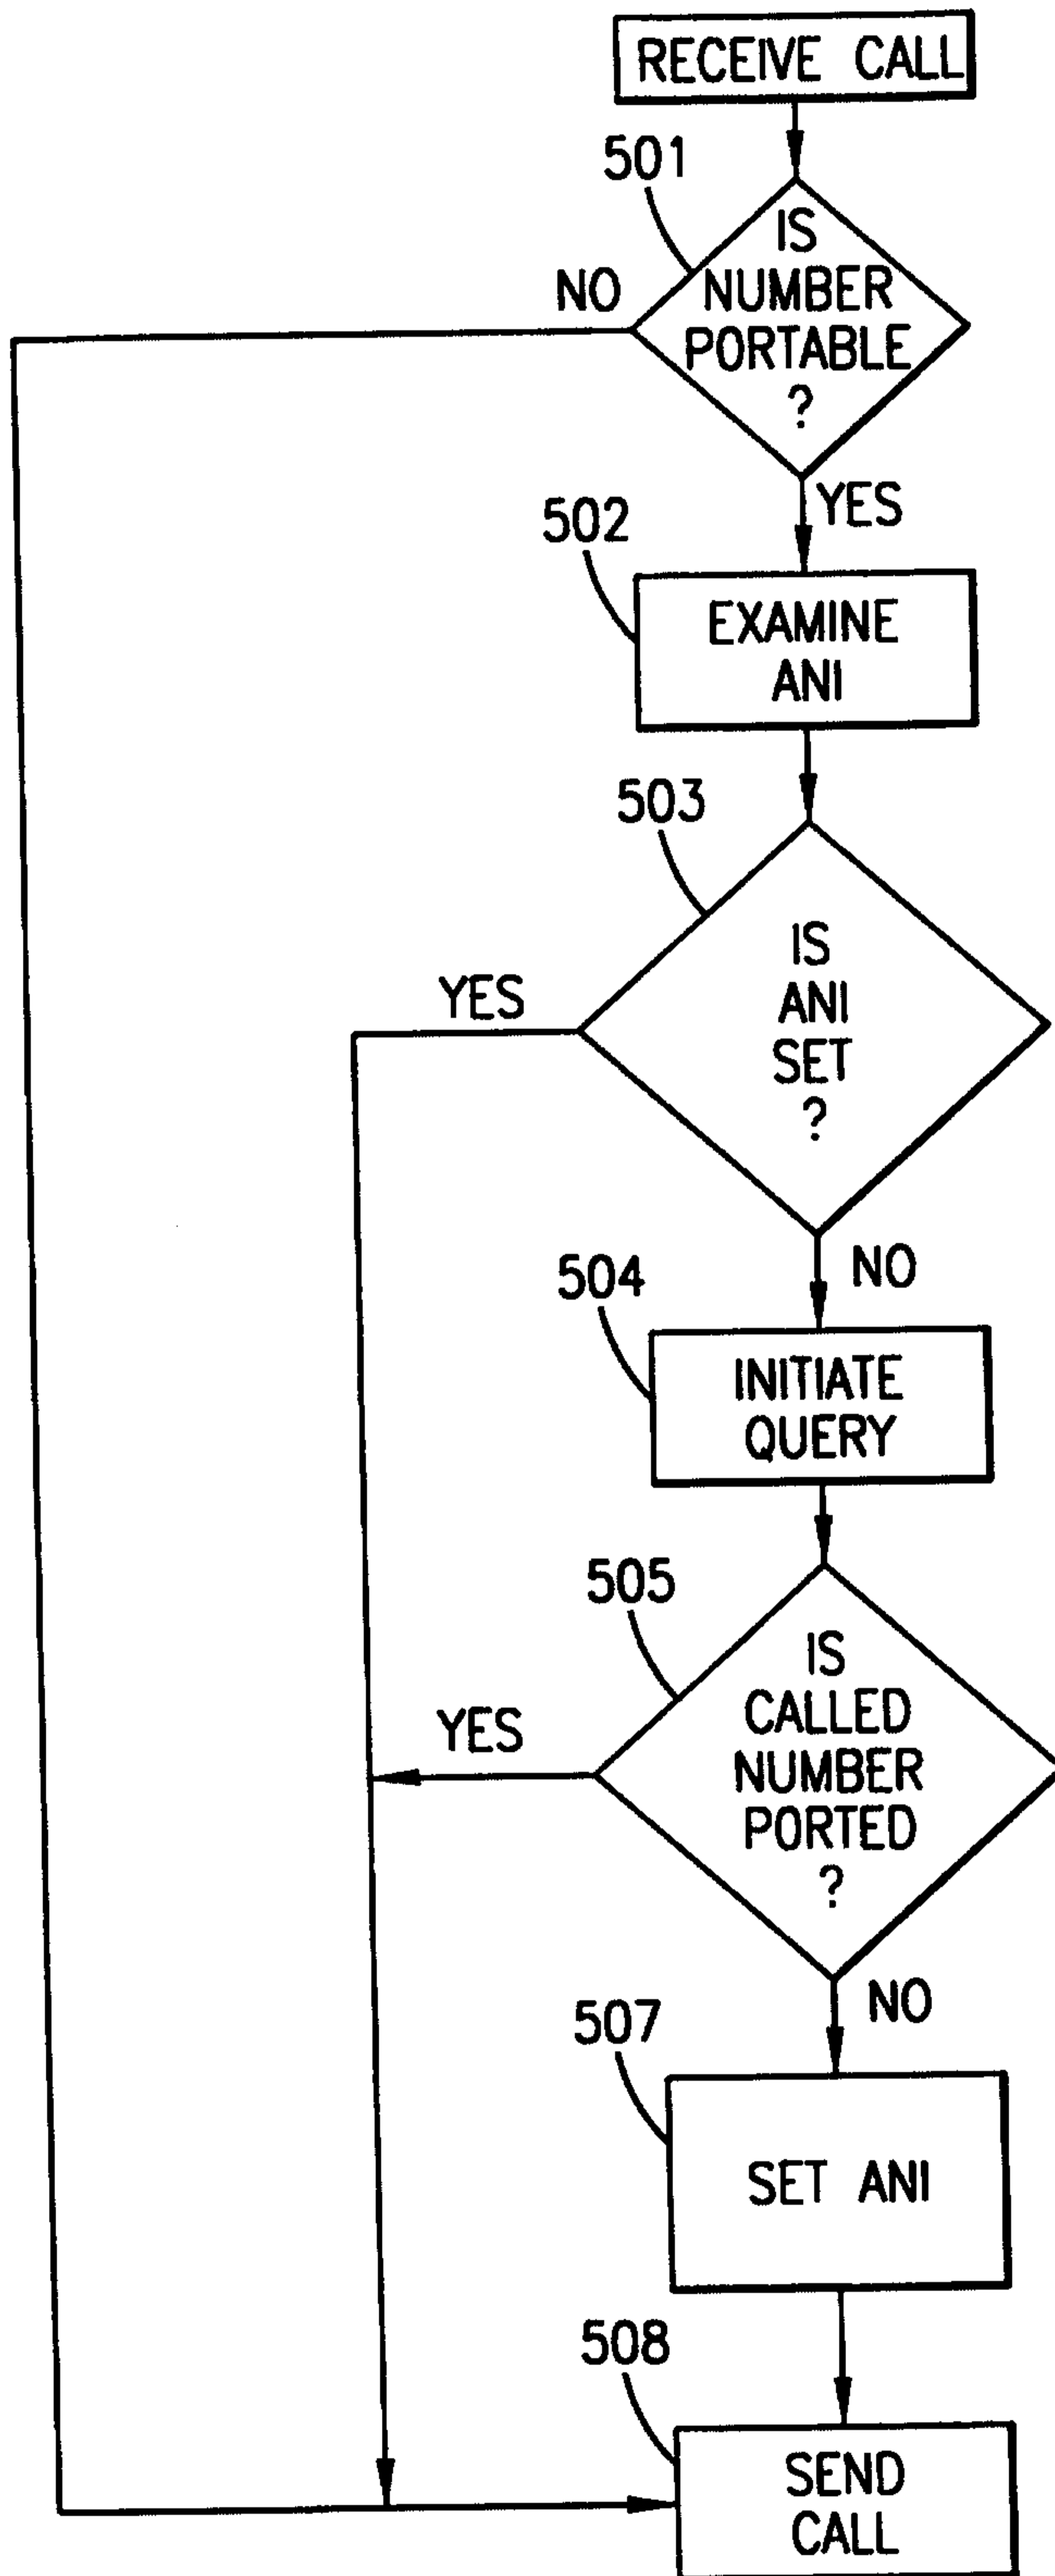 RECEIVE CALL
501
IS
NUMBER
PORTABLE
?
NO
YES
502
EXAMINE
ANI
503
IS
ANI
SET
?
YES
NO
504
INITIATE
QUERY
505
IS
CALLED
NUMBER
PORTED
?
YES
NO
507
SET ANI
508
SEND
CALL